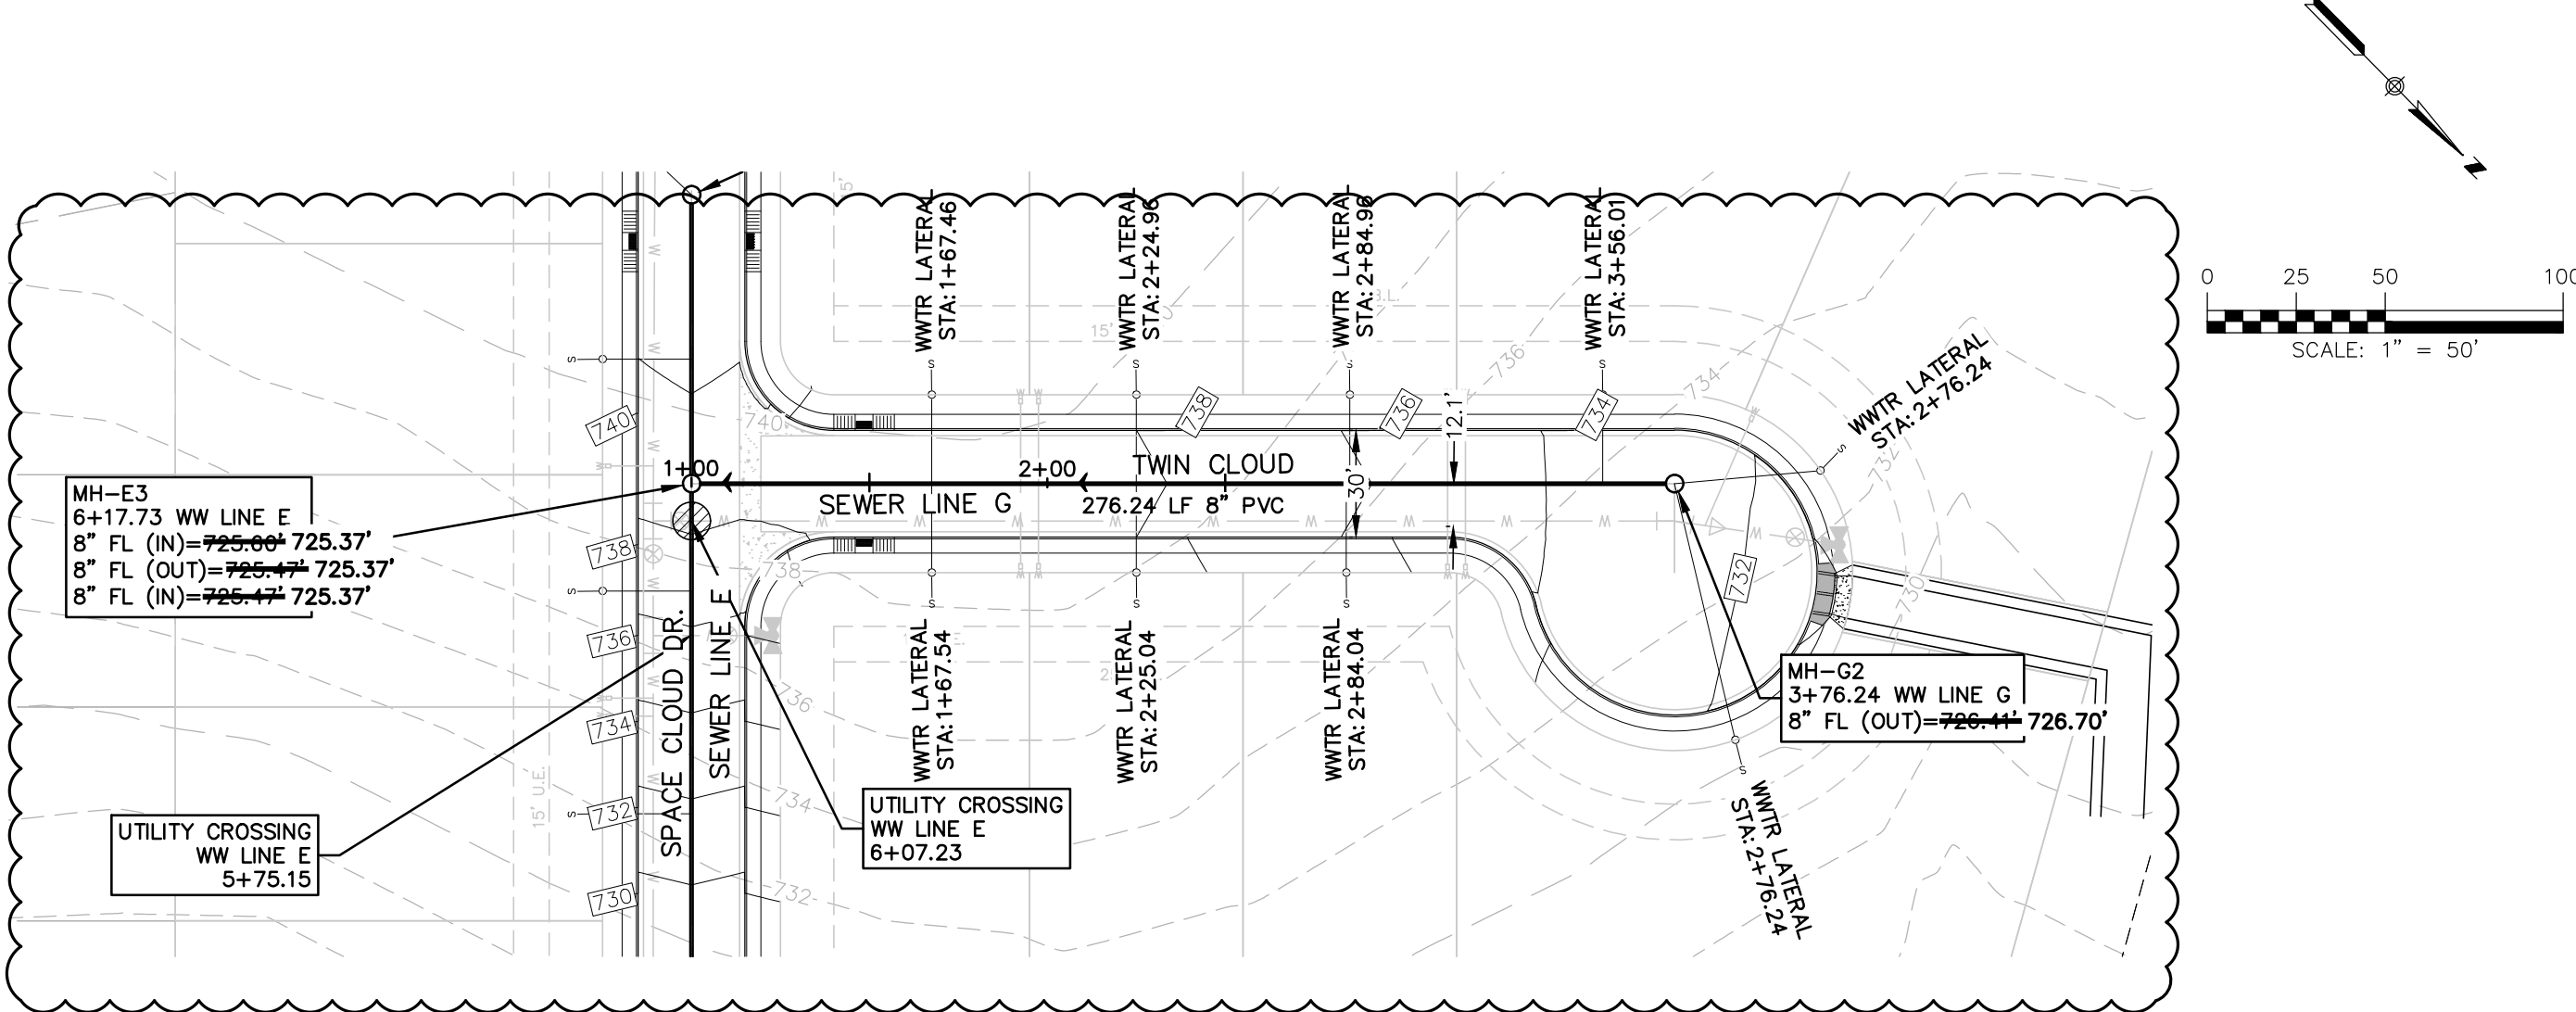 N
0 25 50 100
SCALE: 1" = 50'
WWTR LATERAL
STA: 1+67.46
WWTR LATERAL
STA: 2+24.96
WWTR LATERAL
STA: 2+84.96
WWTR LATERAL
STA: 3+56.01
WWTR LATERAL
STA: 2+76.24
5'
15'
B.L.
S
S
S
S
S
S
740
740
738
736
734
736
734
732
12.1'
30'
1+00
2+00
TWIN CLOUD
SEWER LINE G
276.24 LF 8" PVC
W W W W W W W W W W
MH-E3
6+17.73 WW LINE E
8" FL (IN)=725.60' 725.37'
8" FL (OUT)=725.47' 725.37'
8" FL (IN)=725.47' 725.37'
738
738
732
730
S
S
S
S
S
736
736
734
734
732
732
730
SPACE CLOUD DR.
SEWER LINE E
15' U.E.
WWTR LATERAL
STA: 1+67.54
WWTR LATERAL
STA: 2+25.04
WWTR LATERAL
STA: 2+84.04
MH-G2
3+76.24 WW LINE G
8" FL (OUT)=726.41' 726.70'
S
WWTR LATERAL
STA: 2+76.24
UTILITY CROSSING
WW LINE E
6+07.23
UTILITY CROSSING
WW LINE E
5+75.15